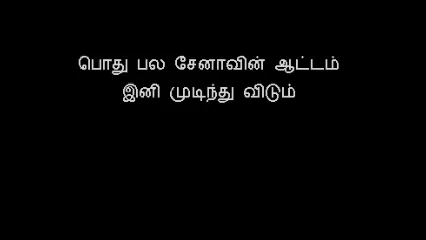 பொது பல சேனாவின் ஆட்டம்
இனி முடிந்து விடும்